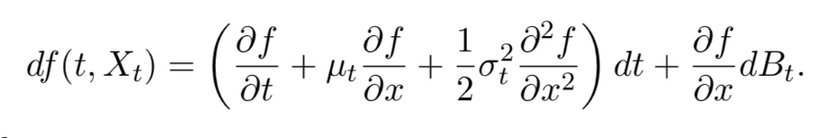 $$df(t, X_t) = \left( \frac{\partial f}{\partial t} + \mu_t \frac{\partial f}{\partial x} + \frac{1}{2} \sigma_t^2 \frac{\partial^2 f}{\partial x^2} \right) dt + \frac{\partial f}{\partial x} dB_t.$$